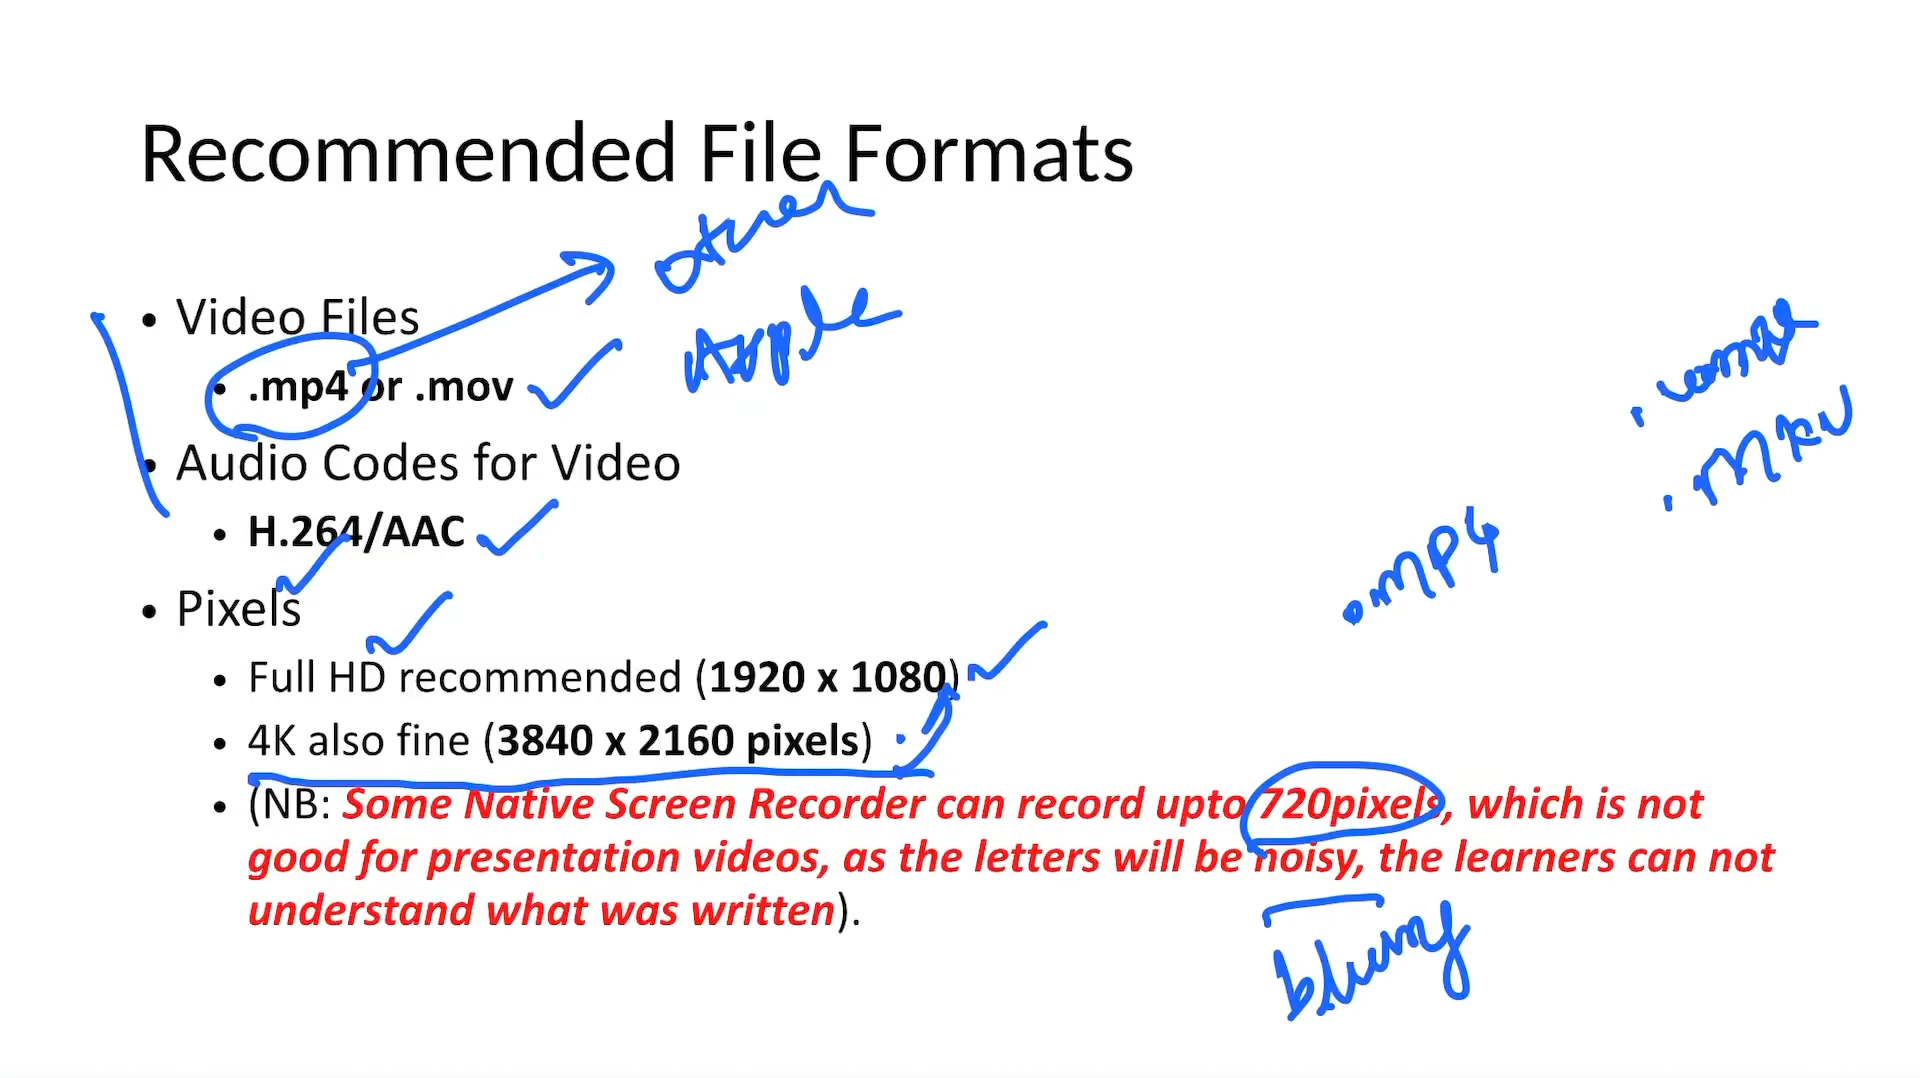 Recommended File Formats
other
• Video Files
Apple
• .mp4 or .mov
• Audio Codes for Video
.MKV
• H.264/AAC
.MP4
• Pixels
• Full HD recommended (1920 x 1080)
• 4K also fine (3840 x 2160 pixels)
• (NB: Some Native Screen Recorder can record upto 720pixels, which is not
good for presentation videos, as the letters will be noisy, the learners can not
understand what was written).
blurry